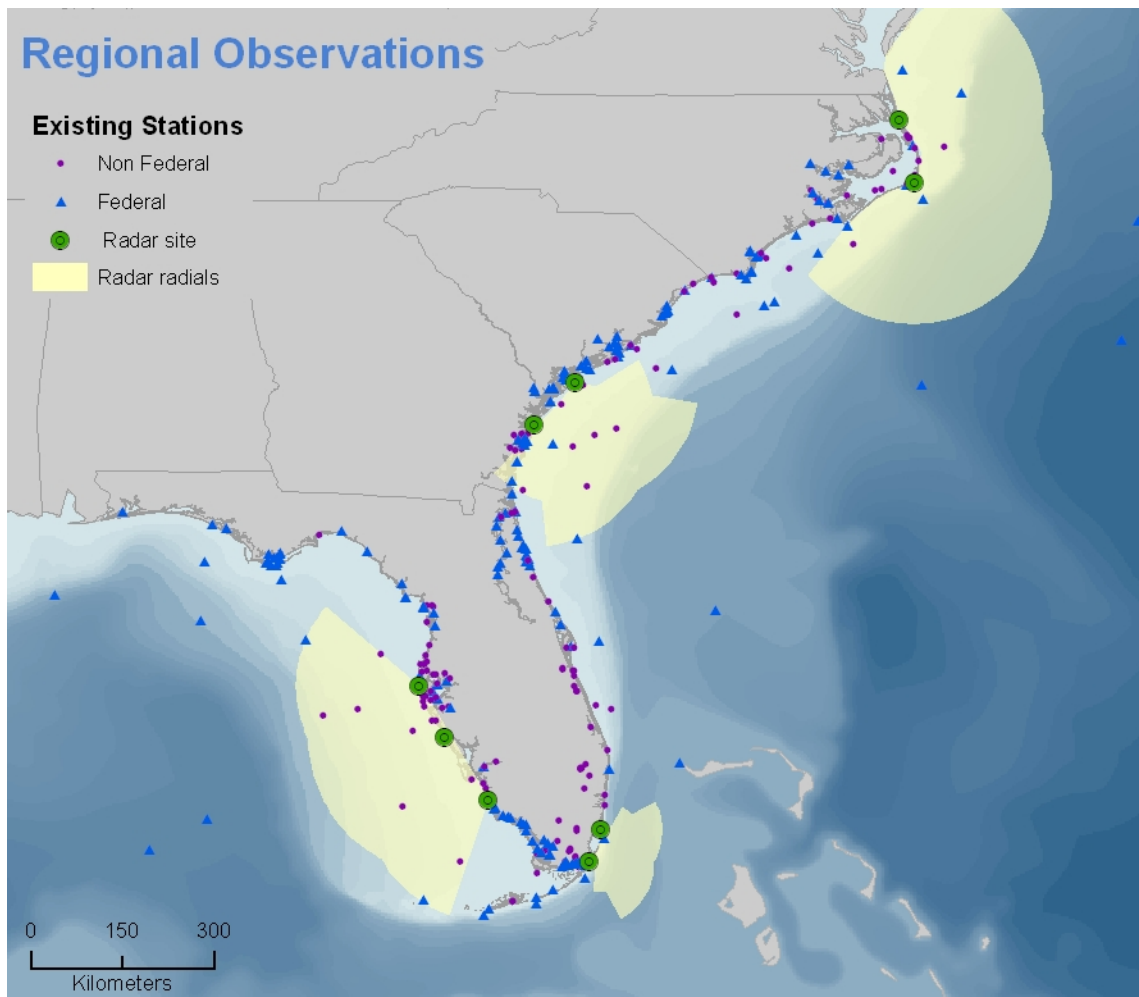 Regional Observations
Existing Stations
Non Federal
Federal
Radar site
Radar radials
0 150 300
Kilometers